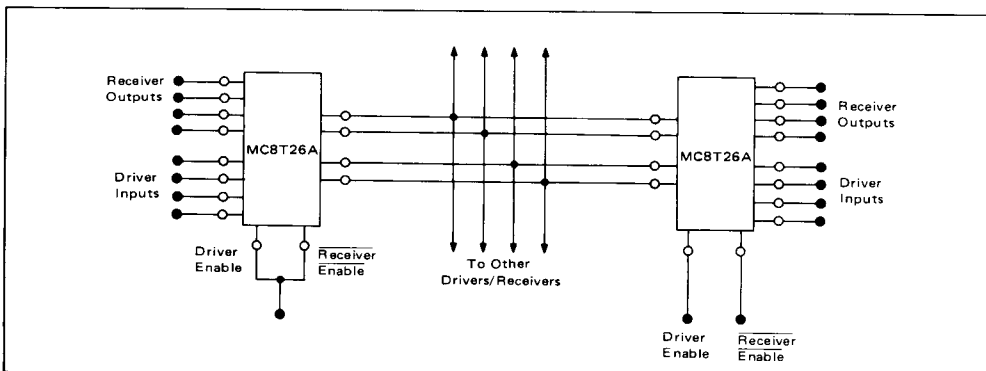 Receiver
Outputs
MC8T26A
Driver
Inputs
Driver
Enable
Receiver
Enable
To Other
Drivers/Receivers
MC8T26A
Receiver
Outputs
Driver
Inputs
Driver
Enable
Receiver
Enable